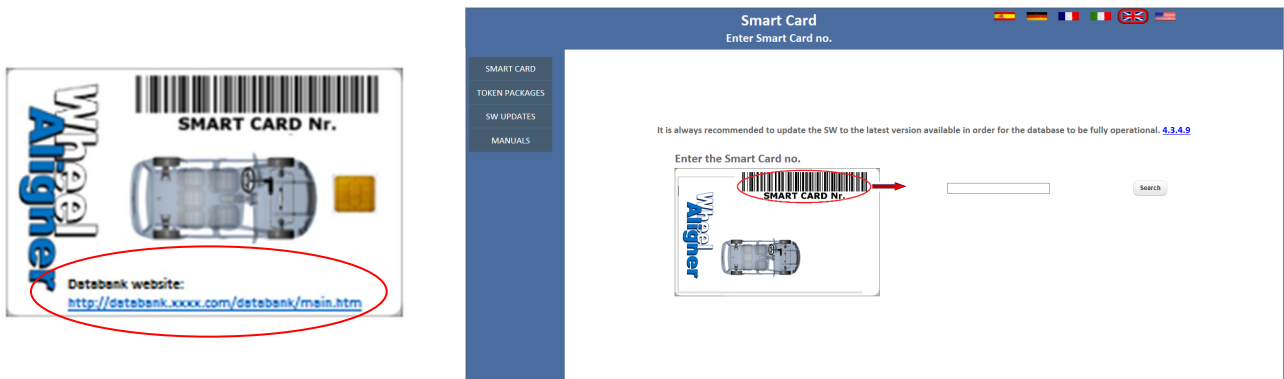 Wheel
Aligner
SMART CARD Nr.
Databank website:
http://databank.xxxx.com/databank/main.htm
Smart Card
Enter Smart Card no.
SMART CARD
TOKEN PACKAGES
SW UPDATES
MANUALS
It is always recommended to update the SW to the latest version available in order for the database to be fully operational. 4.3.4.9
Enter the Smart Card no.
SMART CARD Nr.
Wheel
Aligner
Search